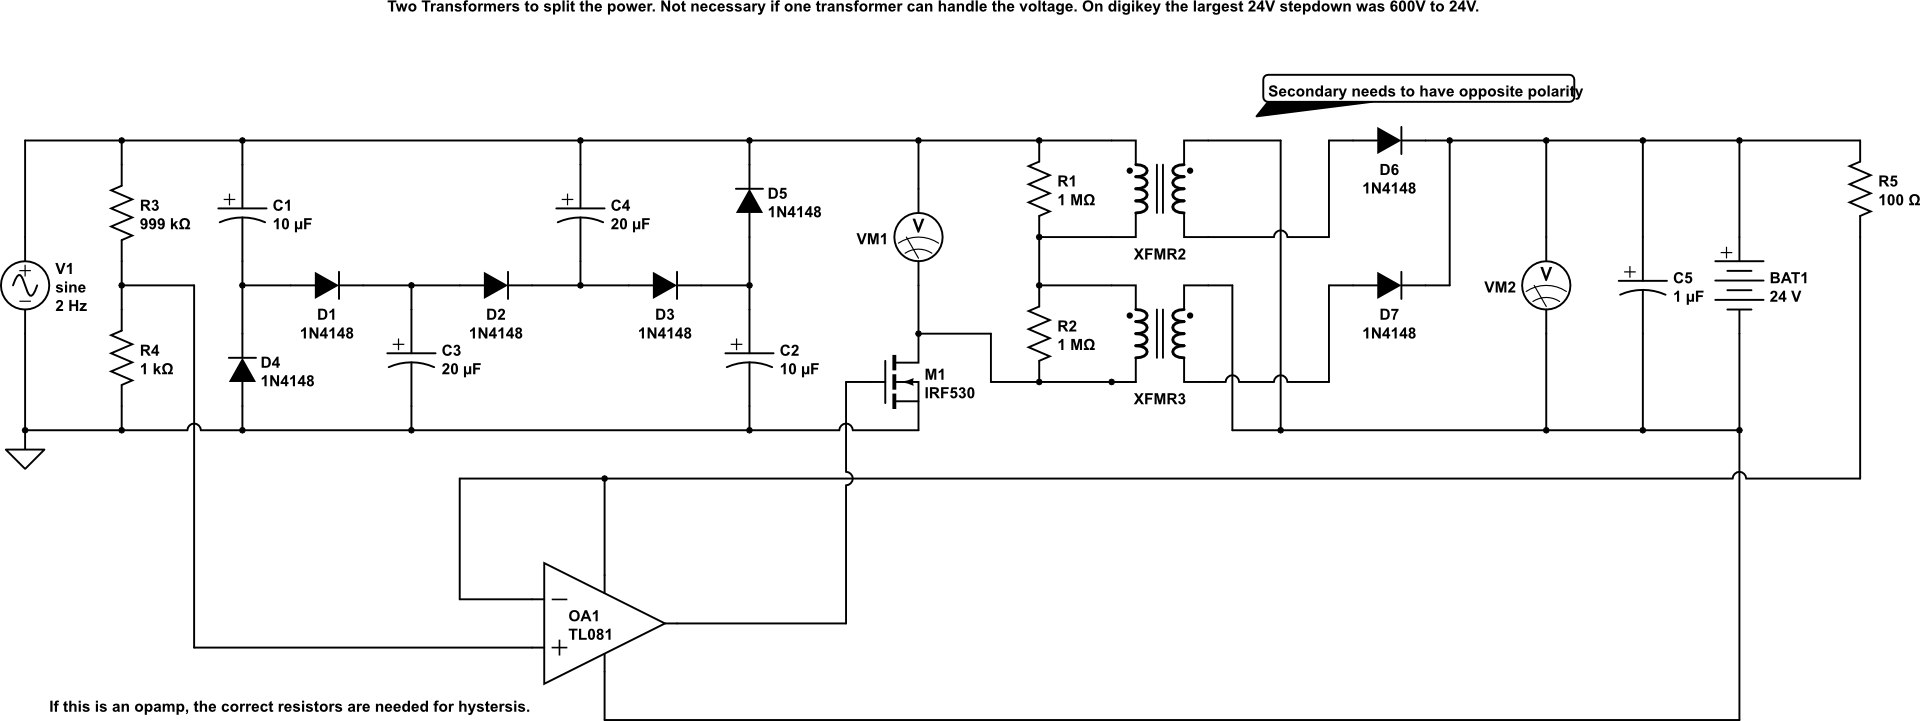 Two Transformers to split the power. Not necessary if one transformer can handle the voltage. On digikey the largest 24V stepdown was 600V to 24V.
Secondary needs to have opposite polarity
V1
sine
2 Hz
R3
999 kΩ
R4
1 kΩ
C1
10 µF
D4
1N4148
D1
1N4148
C3
20 µF
D2
1N4148
C4
20 µF
D3
1N4148
D5
1N4148
C2
10 µF
V
VM1
M1
IRF530
R1
1 MΩ
R2
1 MΩ
XFMR2
XFMR3
D6
1N4148
D7
1N4148
V
VM2
C5
1 µF
BAT1
24 V
R5
100 Ω
OA1
TL081
If this is an opamp, the correct resistors are needed for hystersis.